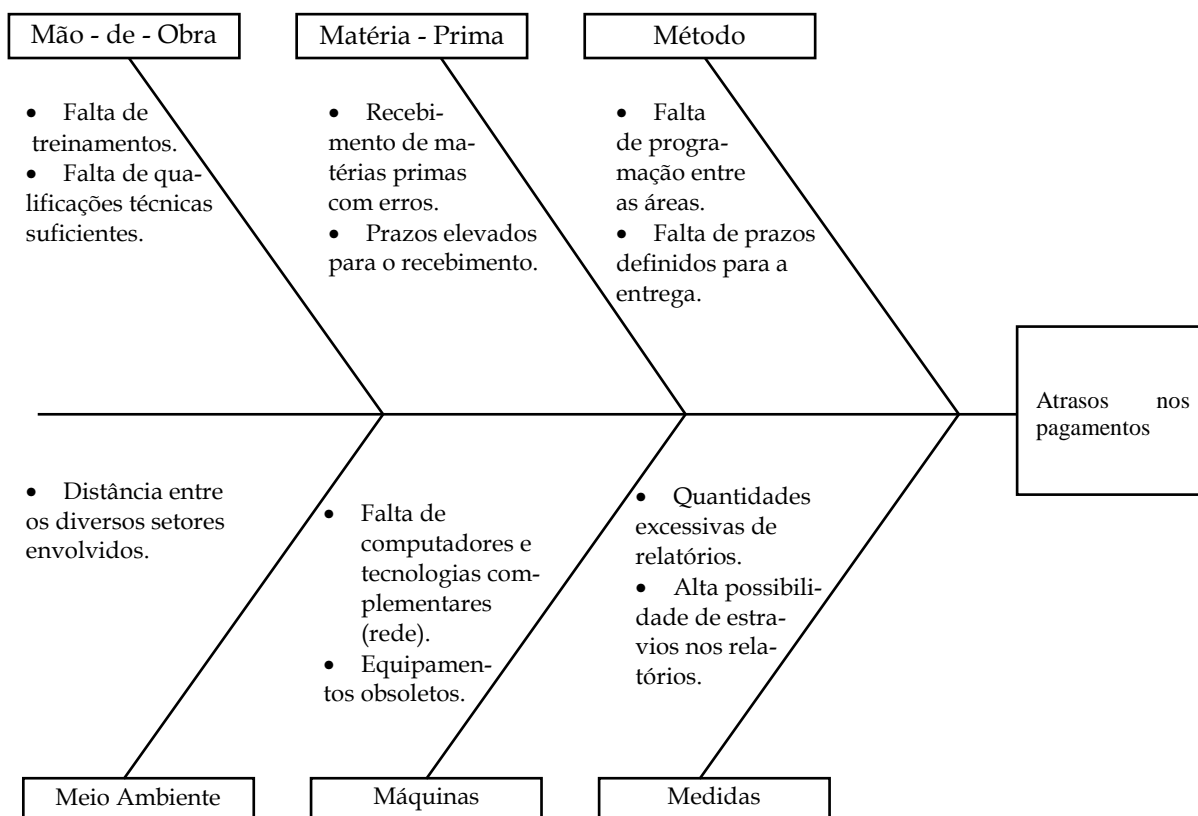 Mão - de - Obra
Matéria - Prima
Método
• Falta de
treinamentos.
• Falta de qua-
lificações técnicas
suficientes.
• Recebi-
mento de ma-
térias primas
com erros.
• Prazos elevados
para o recebimento.
• Falta
de progra-
mação entre
as áreas.
• Falta de prazos
definidos para a
entrega.
Atrasos nos
pagamentos
• Distância entre
os diversos setores
envolvidos.
• Falta de
computadores e
tecnologias com-
plementares
(rede).
• Equipamen-
tos obsoletos.
• Quantidades
excessivas de
relatórios.
• Alta possibili-
dade de estra-
vios nos rela-
tórios.
Meio Ambiente
Máquinas
Medidas